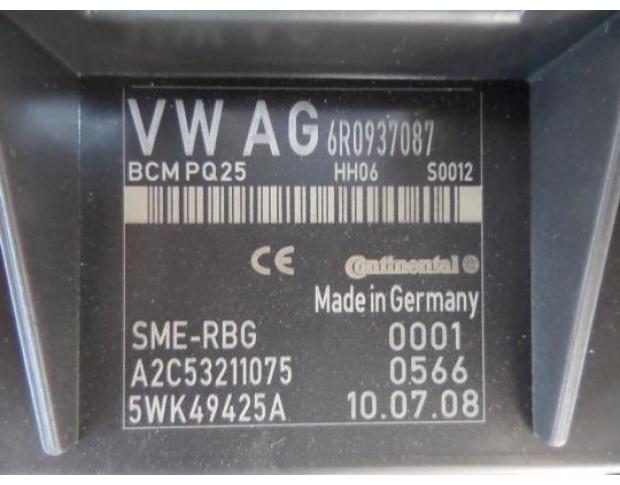 VW AG 6R0937087
BCM PQ25 HH06 S0012
CE Continental
Made in Germany
SME-RBG 0001
A2C53211075 0566
5WK49425A 10.07.08